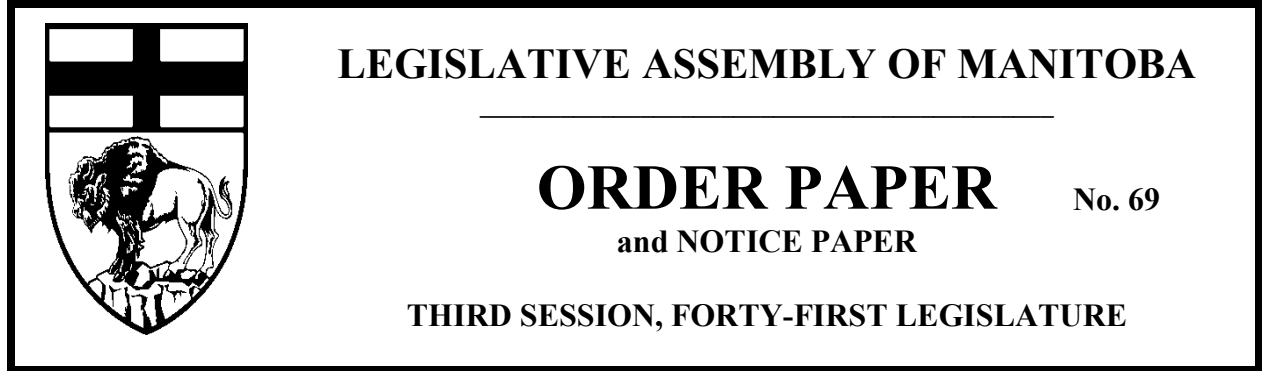 LEGISLATIVE ASSEMBLY OF MANITOBA
ORDER PAPER No. 69
and NOTICE PAPER
THIRD SESSION, FORTY-FIRST LEGISLATURE